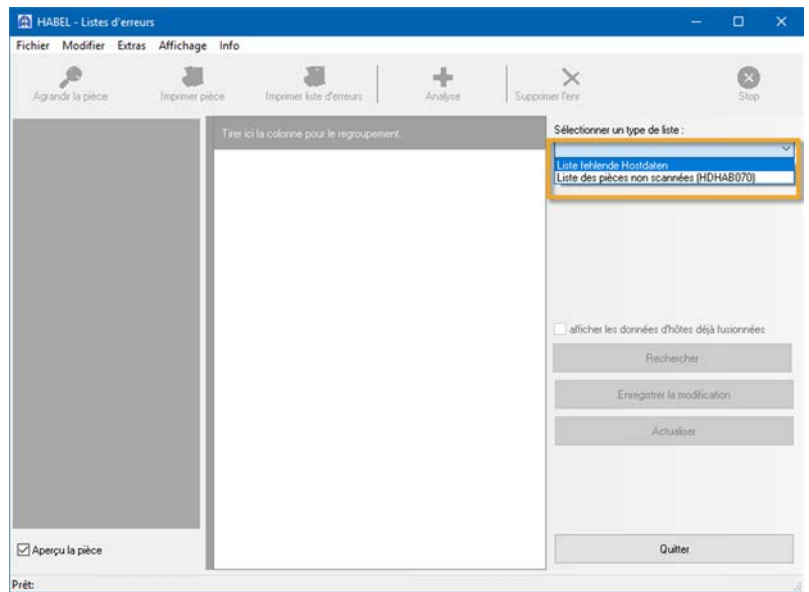 HABEL - Listes d'erreurs
Fichier Modifier Extras Affichage Info
Agrandir la pièce Imprimer pièce Imprimer liste d'erreurs Analyse Supprimer l'enr Stop
Tirer ici la colonne pour le regroupement.
Sélectionner un type de liste :
Liste fehlende Hostdaten
Liste des pièces non scannées (HDHAB070)
afficher les données d'hôtes déjà fusionnées
Rechercher
Enregistrer la modification
Actualiser
Aperçu la pièce
Quitter
Prêt: